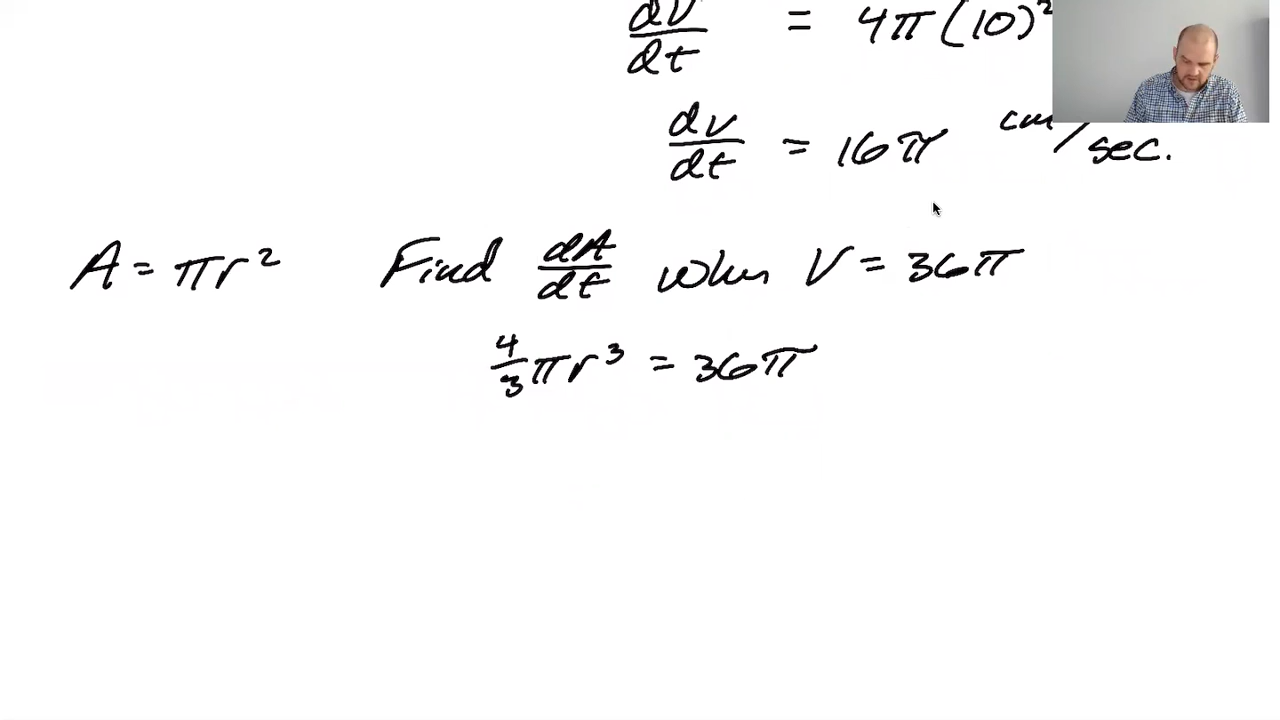 dV/dt = 4π(10)²
dv/dt = 16π cm/sec.
A = πr² Find dA/dt when V = 36π
4/3 πr³ = 36π